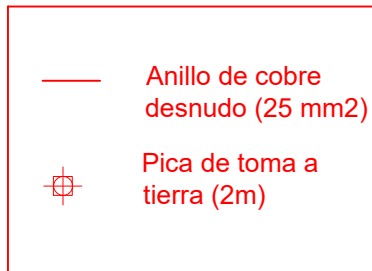 Anillo de cobre
desnudo (25 mm2)
Pica de toma a
tierra (2m)